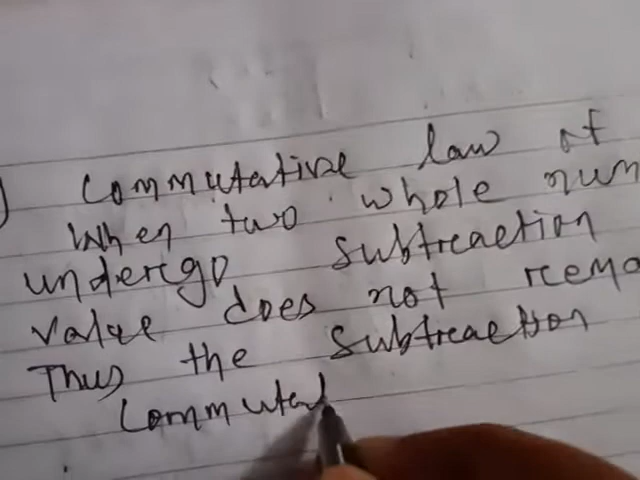 ) Commutative law of
When two whole num
undergo subtraction
value does not rema
Thus the subtraction
Commutat